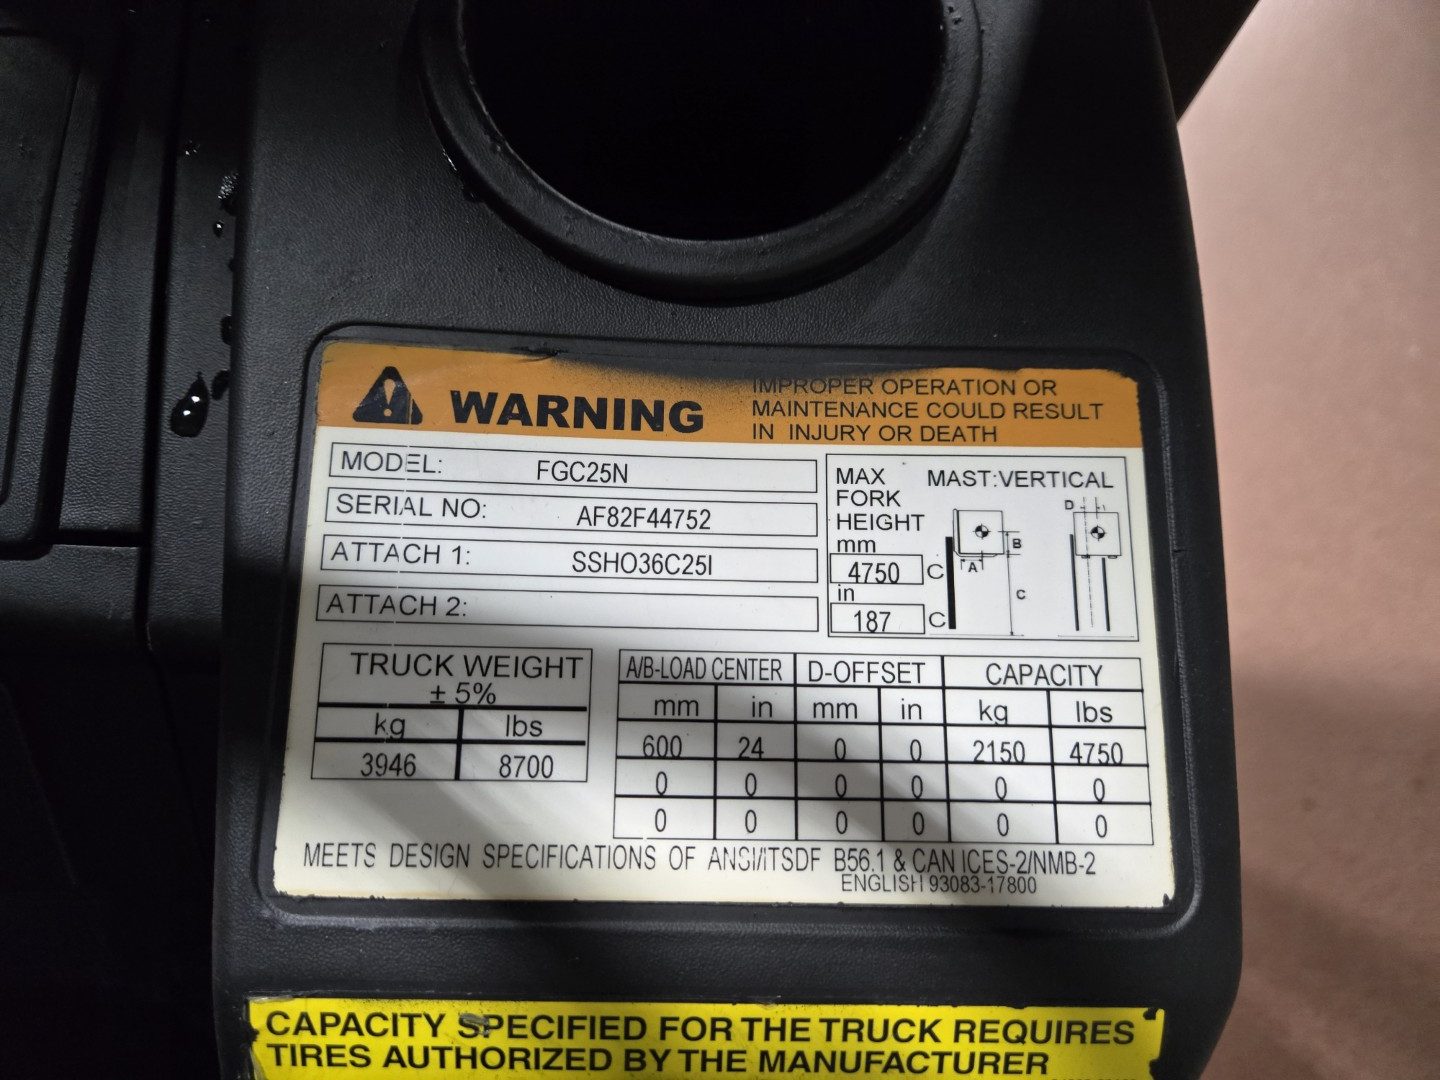 WARNING
IMPROPER OPERATION OR
MAINTENANCE COULD RESULT
IN INJURY OR DEATH
MODEL: FGC25N
SERIAL NO: AF82F44752
ATTACH 1: SSHO36C25I
ATTACH 2:
MAX
FORK
HEIGHT
mm
4750 C
in
187 C
MAST:VERTICAL
D
B
A
C
TRUCK WEIGHT
± 5%
kg lbs
3946 8700
A/B-LOAD CENTER D-OFFSET CAPACITY
mm in mm in kg lbs
600 24 0 0 2150 4750
0 0 0 0 0 0
0 0 0 0 0 0
MEETS DESIGN SPECIFICATIONS OF ANSI/ITSDF B56.1 & CAN ICES-2/NMB-2
ENGLISH 93083-17800
CAPACITY SPECIFIED FOR THE TRUCK REQUIRES
TIRES AUTHORIZED BY THE MANUFACTURER